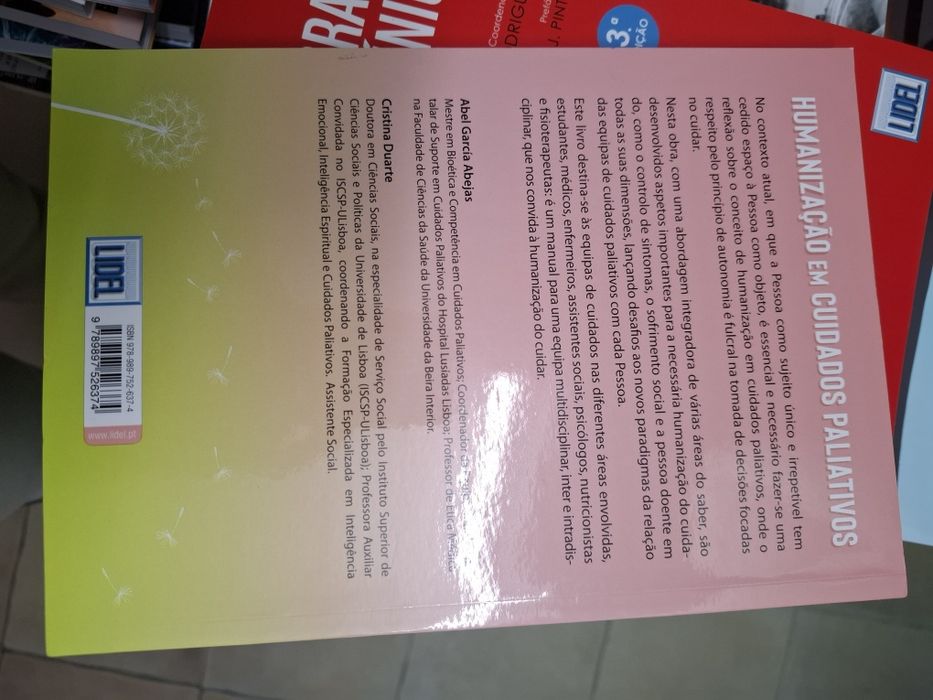 HUMANIZAÇÃO EM CUIDADOS PALIATIVOS
No contexto atual, em que a Pessoa como sujeito único e irrepetível tem
cedido espaço à Pessoa como objeto, é essencial e necessário fazer-se uma
reflexão sobre o conceito de humanização em cuidados paliativos, onde o
respeito pelo princípio de autonomia é fulcral na tomada de decisões focadas
no cuidar.
Nesta obra, com uma abordagem integradora de várias áreas do saber, são
desenvolvidos aspetos importantes para a necessária humanização do cuida-
do, como o controlo de sintomas, o sofrimento social e a pessoa doente em
todas as suas dimensões, lançando desafios aos novos paradigmas da relação
das equipas de cuidados paliativos com cada Pessoa.
Este livro destina-se às equipas de cuidados nas diferentes áreas envolvidas,
estudantes, médicos, enfermeiros, assistentes sociais, psicólogos, nutricionistas
e fisioterapeutas: é um manual para uma equipa multidisciplinar, inter e intradis-
ciplinar, que nos convida à humanização do cuidar.
Abel García Abejas
Mestre em Bioética e Competência em Cuidados Paliativos; Coordenador da
talar de Suporte em Cuidados Paliativos do Hospital Lusíadas Lisboa; Professor de Ética Médica
na Faculdade de Ciências da Saúde da Universidade da Beira Interior.
Cristina Duarte
Doutora em Ciências Sociais, na especialidade de Serviço Social pelo Instituto Superior de
Ciências Sociais e Políticas da Universidade de Lisboa (ISCSP-ULisboa); Professora Auxiliar
Convidada no ISCSP-ULisboa, coordenando a Formação Especializada em Inteligência
Emocional, Inteligência Espiritual e Cuidados Paliativos. Assistente Social.
LIDEL
ISBN 978-989-752-637-4
9 789897 526374
www.lidel.pt
LIDEL
3.ª